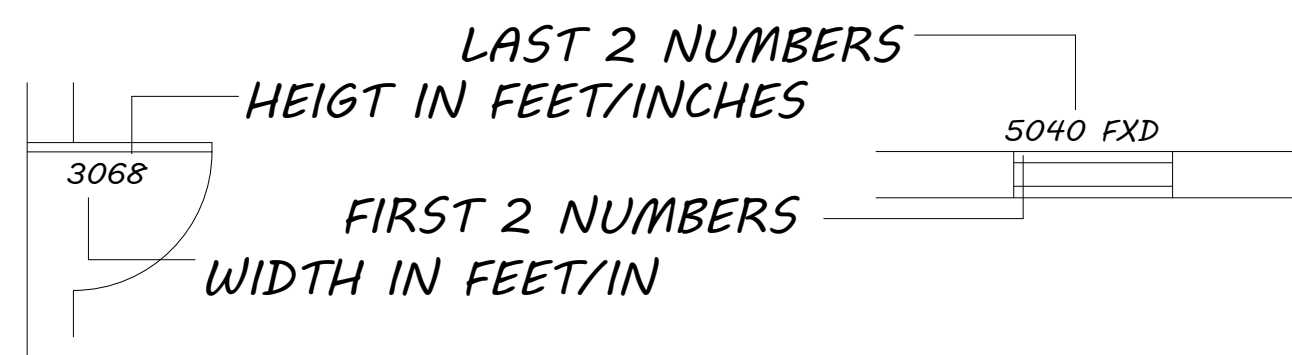 LAST 2 NUMBERS
HEIGT IN FEET/INCHES
5040 FXD
3068
FIRST 2 NUMBERS
WIDTH IN FEET/IN